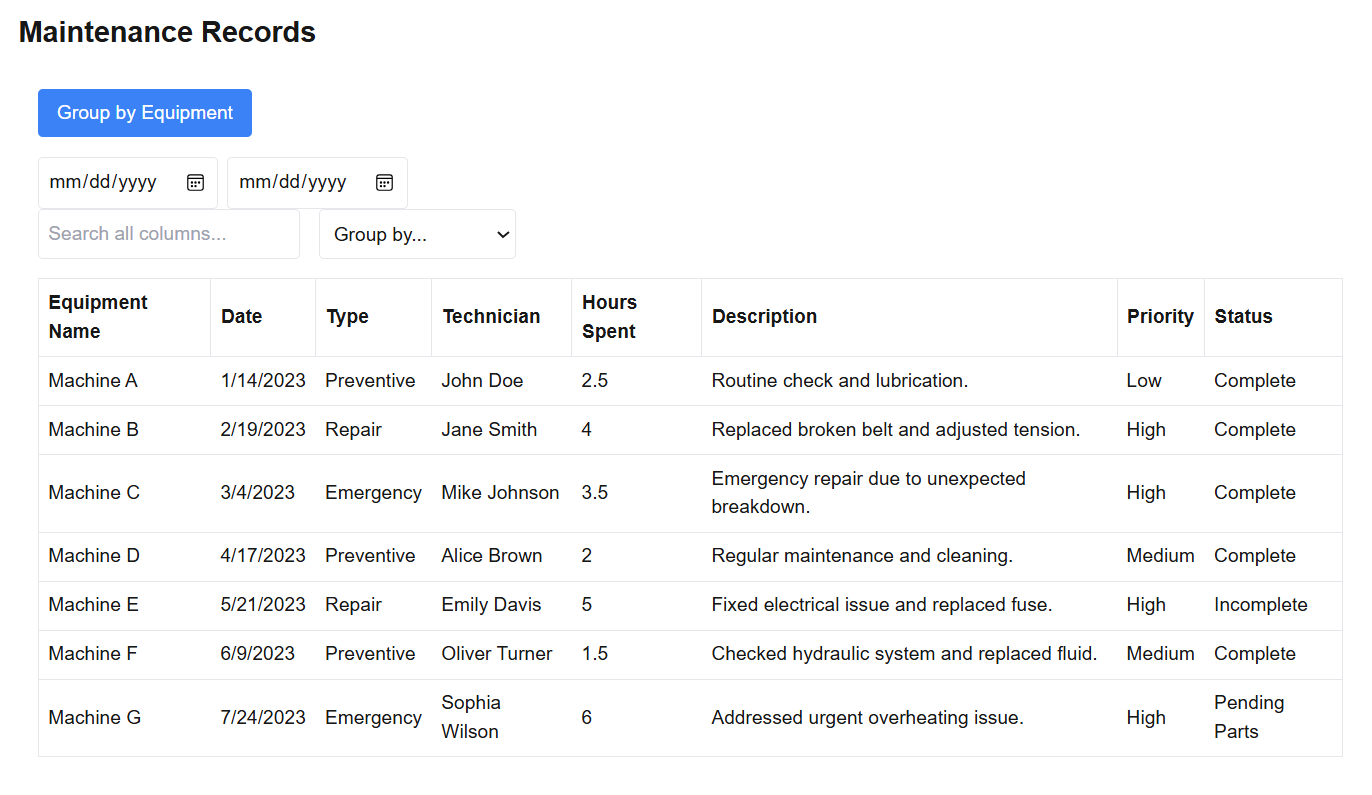 Maintenance Records
Group by Equipment
mm/dd/yyyy mm/dd/yyyy
Search all columns... Group by...
Equipment Name Date Type Technician Hours Spent Description Priority Status
Machine A 1/14/2023 Preventive John Doe 2.5 Routine check and lubrication. Low Complete
Machine B 2/19/2023 Repair Jane Smith 4 Replaced broken belt and adjusted tension. High Complete
Machine C 3/4/2023 Emergency Mike Johnson 3.5 Emergency repair due to unexpected breakdown. High Complete
Machine D 4/17/2023 Preventive Alice Brown 2 Regular maintenance and cleaning. Medium Complete
Machine E 5/21/2023 Repair Emily Davis 5 Fixed electrical issue and replaced fuse. High Incomplete
Machine F 6/9/2023 Preventive Oliver Turner 1.5 Checked hydraulic system and replaced fluid. Medium Complete
Machine G 7/24/2023 Emergency Sophia Wilson 6 Addressed urgent overheating issue. High Pending Parts